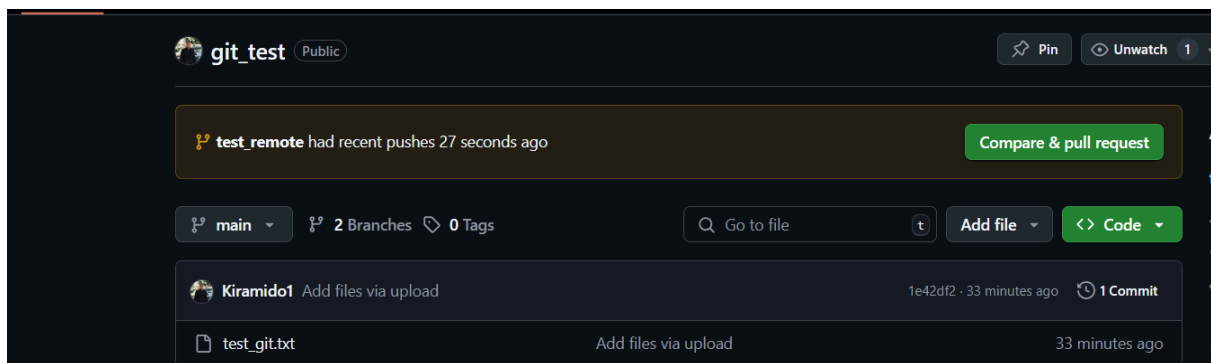 git_test Public Pin Unwatch 1
test_remote had recent pushes 27 seconds ago Compare & pull request
main 2 Branches 0 Tags Go to file t Add file <> Code
Kiramido1 Add files via upload 1e42df2 · 33 minutes ago 1 Commit
test_git.txt Add files via upload 33 minutes ago